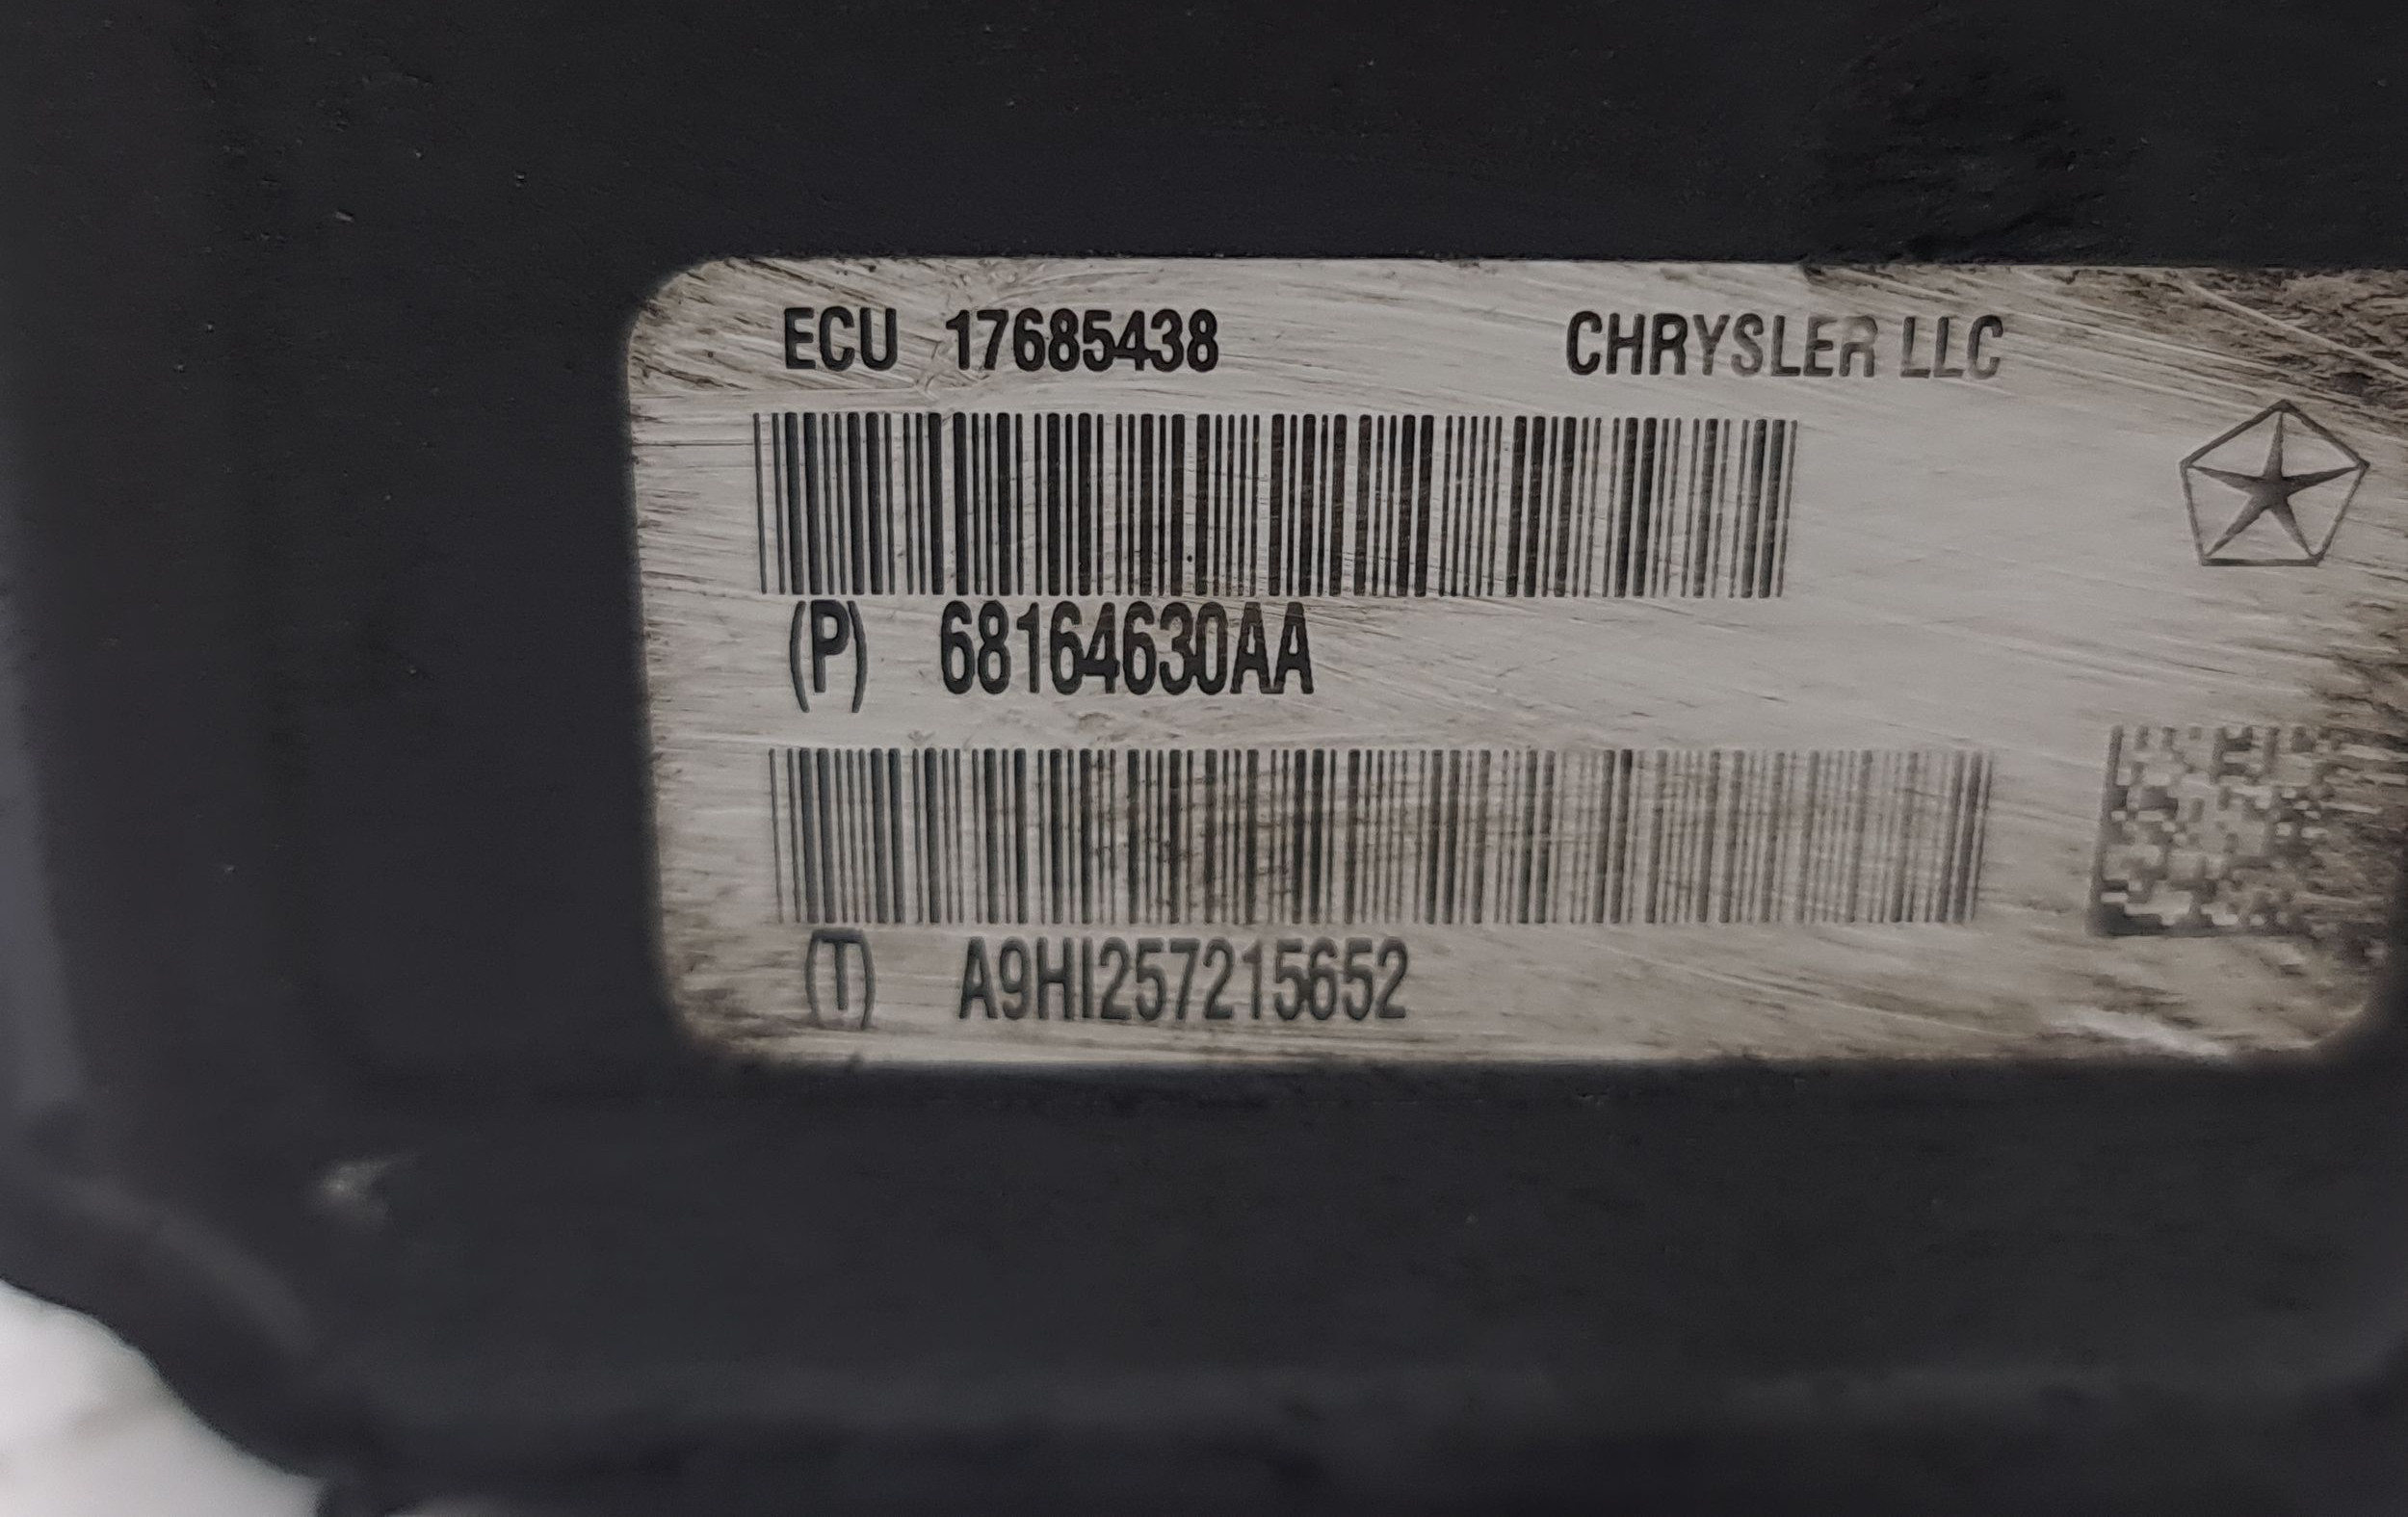 ECU 17685438 CHRYSLER LLC
(P) 68164630AA
(T) A9HI257215652